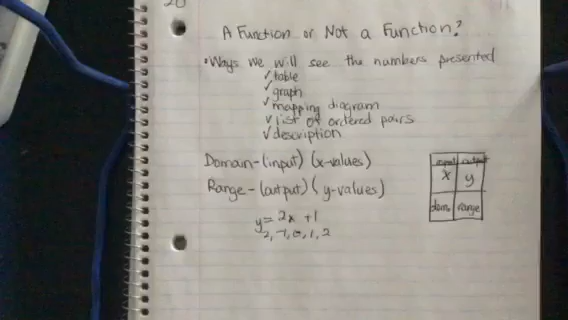 20
A Function or Not a Function?
•Ways we will see the numbers presented
✓table
✓graph
✓mapping diagram
✓list of ordered pairs
✓description
Domain-(input) (x-values)
Range-(output)(y-values)
input output
x y
dom. range
y=2x+1
2,-1,0,1,2